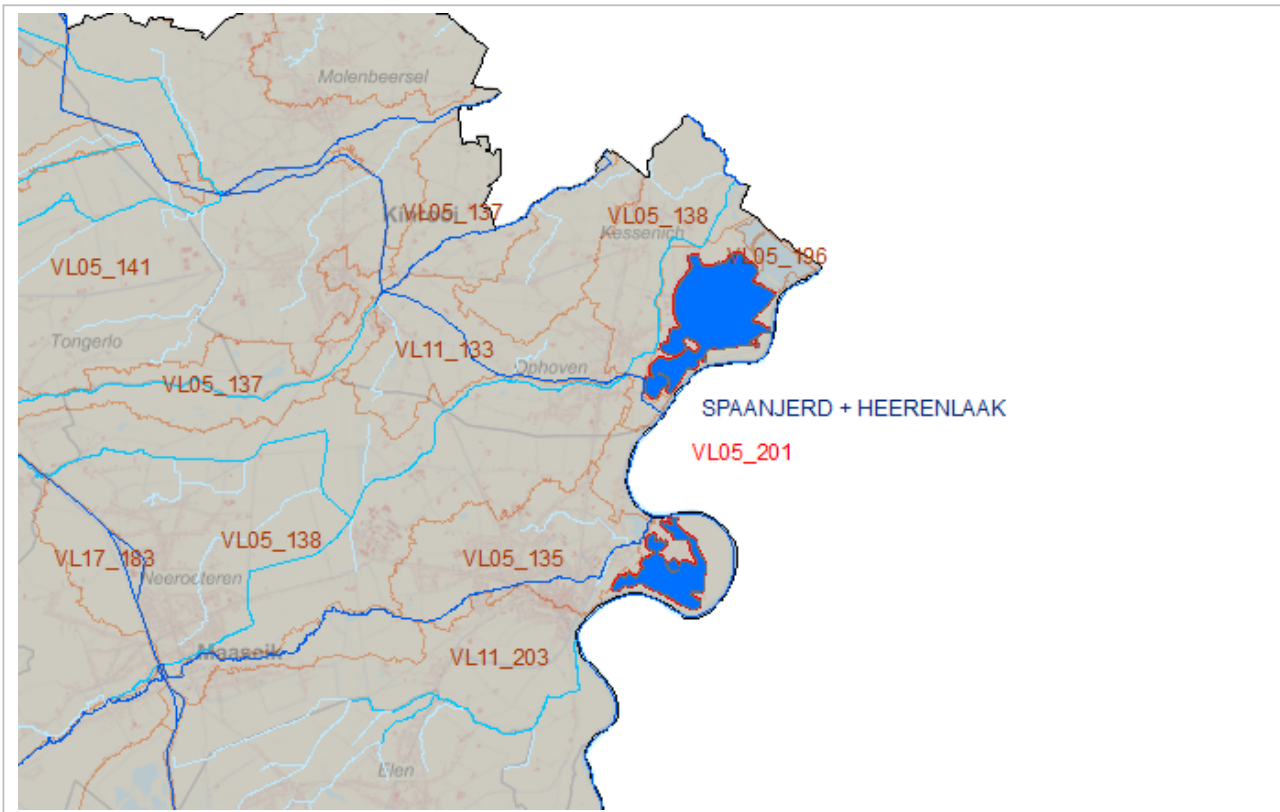 Molenbeersel
Kinrooi
VL05_137
VL05_138
Kessenich
VL05_196
VL05_141
Tongerlo
VL11_133
Ophoven
VL05_137
SPAANJERD + HEERENLAAK
VL05_201
VL05_138
VL05_135
VL17_183
Neeroeteren
Maaseik
VL11_203
Elen